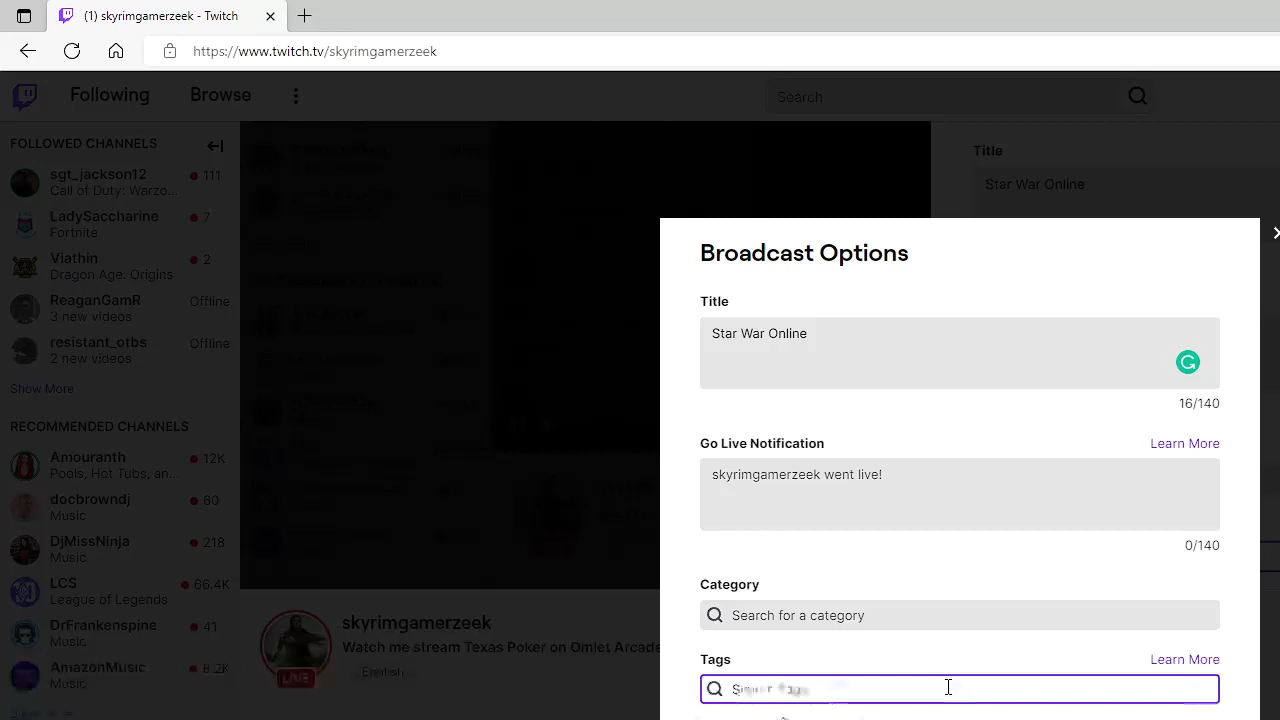 (1) skyrimgamerzeek - Twitch
https://www.twitch.tv/skyrimgamerzeek
Following
Browse
Search
FOLLOWED CHANNELS
sgt_jackson12
111
Call of Duty: Warzo...
LadySaccharine
7
Fortnite
Viathin
2
Dragon Age: Origins
ReaganGamR
Offline
3 new videos
resistant_otbs
Offline
2 new videos
Show More
RECOMMENDED CHANNELS
Amouranth
12K
Pools, Hot Tubs, an...
docbrowndj
80
Music
DjMissNinja
218
Music
LCS
66.4K
League of Legends
DrFrankenspine
41
Music
AmazonMusic
8.2K
Music
skyrimgamerzeek
Watch me stream Texas Poker on Omlet Arcade
English
LIVE
Title
Star War Online
Broadcast Options
Title
Star War Online
16/140
Go Live Notification
Learn More
skyrimgamerzeek went live!
0/140
Category
Search for a category
Tags
Learn More